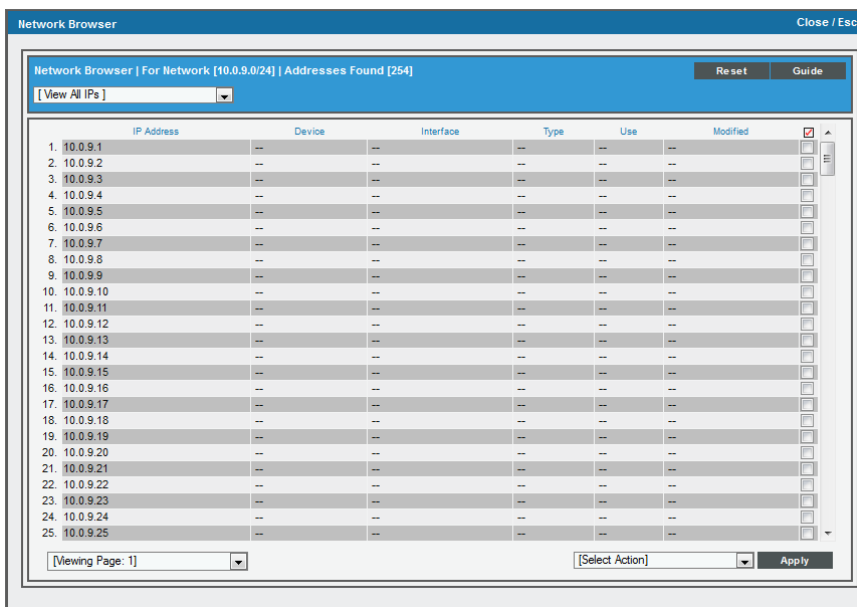 Network Browser Close / Esc
Network Browser | For Network [10.0.9.0/24] | Addresses Found [254] Reset Guide
[ View All IPs ]
IP Address Device Interface Type Use Modified
1. 10.0.9.1 -- -- -- -- --
2. 10.0.9.2 -- -- -- -- --
3. 10.0.9.3 -- -- -- -- --
4. 10.0.9.4 -- -- -- -- --
5. 10.0.9.5 -- -- -- -- --
6. 10.0.9.6 -- -- -- -- --
7. 10.0.9.7 -- -- -- -- --
8. 10.0.9.8 -- -- -- -- --
9. 10.0.9.9 -- -- -- -- --
10. 10.0.9.10 -- -- -- -- --
11. 10.0.9.11 -- -- -- -- --
12. 10.0.9.12 -- -- -- -- --
13. 10.0.9.13 -- -- -- -- --
14. 10.0.9.14 -- -- -- -- --
15. 10.0.9.15 -- -- -- -- --
16. 10.0.9.16 -- -- -- -- --
17. 10.0.9.17 -- -- -- -- --
18. 10.0.9.18 -- -- -- -- --
19. 10.0.9.19 -- -- -- -- --
20. 10.0.9.20 -- -- -- -- --
21. 10.0.9.21 -- -- -- -- --
22. 10.0.9.22 -- -- -- -- --
23. 10.0.9.23 -- -- -- -- --
24. 10.0.9.24 -- -- -- -- --
25. 10.0.9.25 -- -- -- -- --
[Viewing Page: 1] [Select Action] Apply